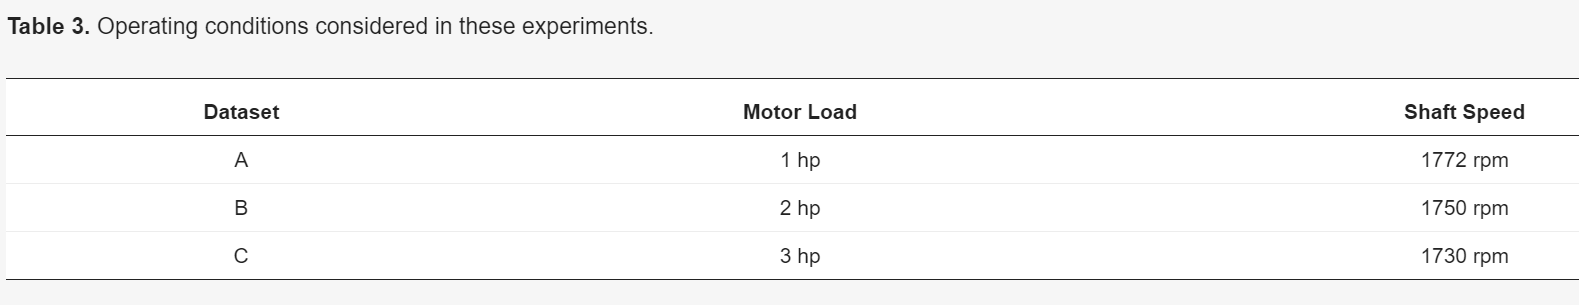 Table 3. Operating conditions considered in these experiments.
Dataset Motor Load Shaft Speed
A 1 hp 1772 rpm
B 2 hp 1750 rpm
C 3 hp 1730 rpm